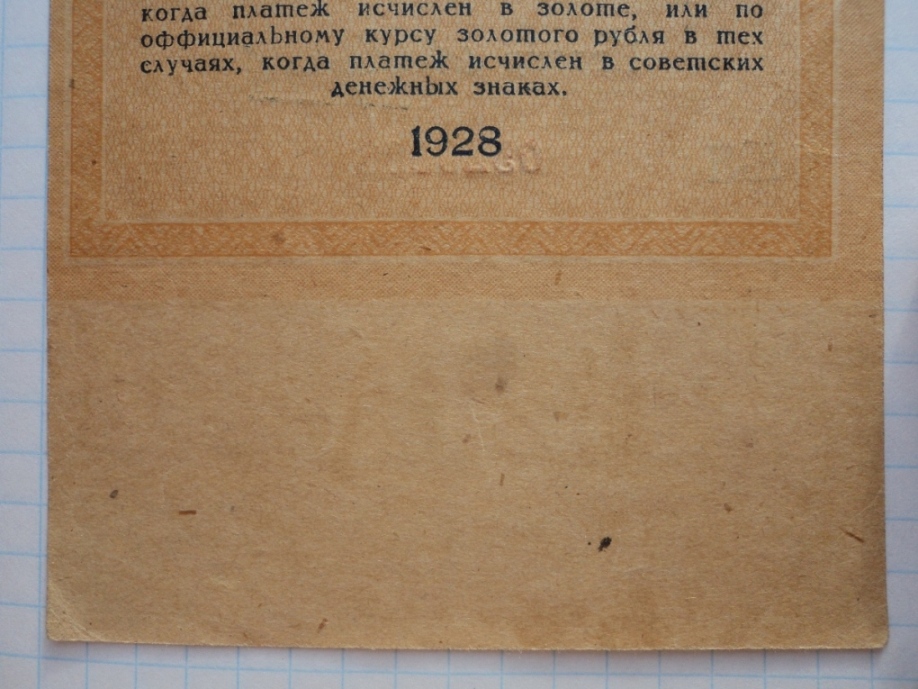 когда платеж исчислен в золоте, или по
оффициальному курсу золотого рубля в тех
случаях, когда платеж исчислен в советских
денежных знаках.
1928